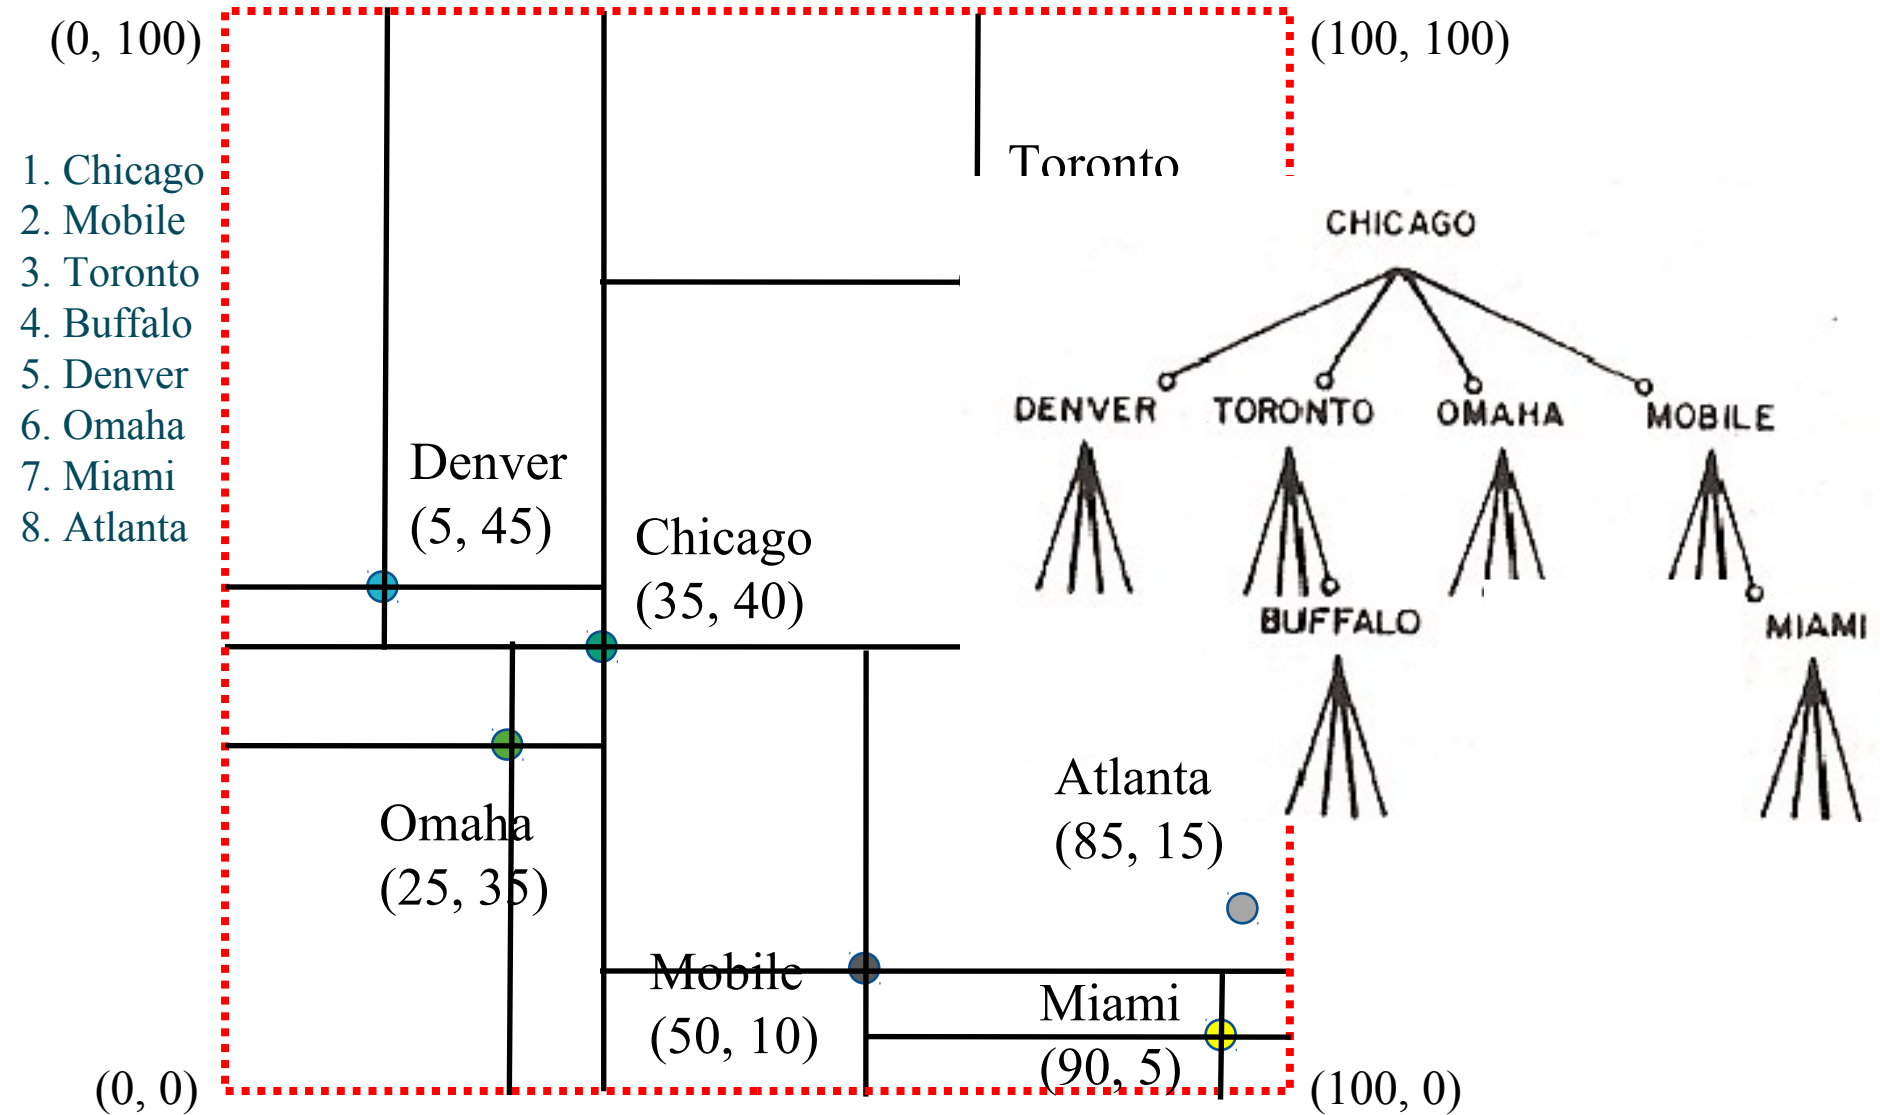 (0, 100)
(100, 100)
1. Chicago
2. Mobile
3. Toronto
4. Buffalo
5. Denver
6. Omaha
7. Miami
8. Atlanta
Toronto
CHICAGO
DENVER TORONTO OMAHA MOBILE
BUFFALO
MIAMI
Denver
(5, 45)
Chicago
(35, 40)
Omaha
(25, 35)
Atlanta
(85, 15)
Mobile
(50, 10)
Miami
(90, 5)
(0, 0)
(100, 0)